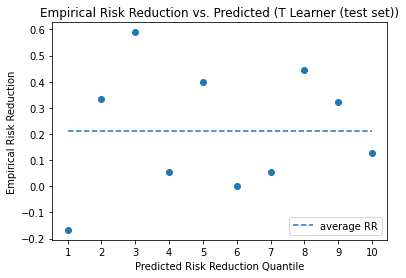 Empirical Risk Reduction vs. Predicted (T Learner (test set))
Empirical Risk Reduction
0.6
0.5
0.4
0.3
0.2
0.1
0.0
−0.1
−0.2
average RR
1 2 3 4 5 6 7 8 9 10
Predicted Risk Reduction Quantile